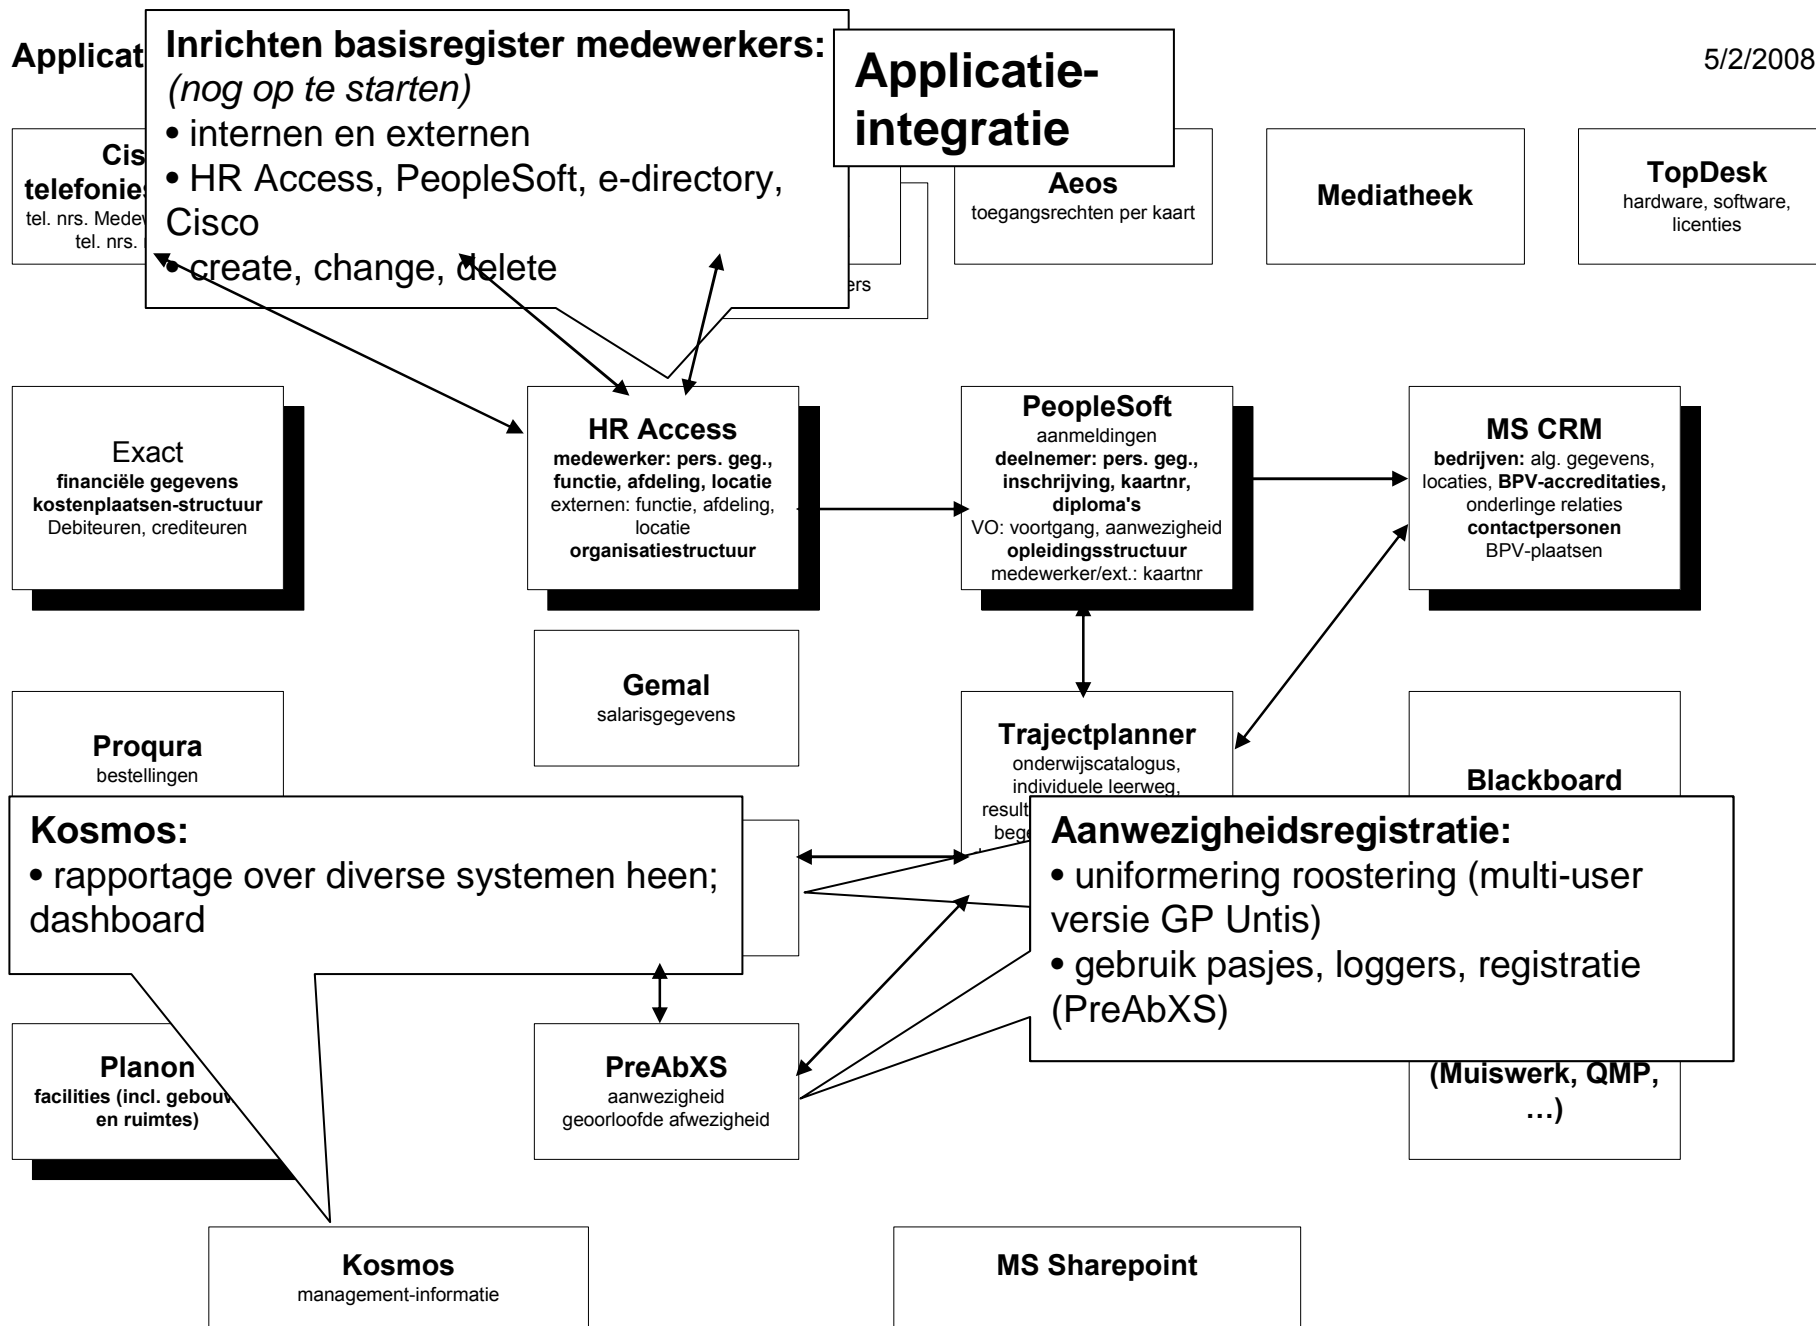 Applicat
5/2/2008
Inrichten basisregister medewerkers:
(nog op te starten)
• internen en externen
• HR Access, PeopleSoft, e-directory,
Cisco
• create, change, delete
Applicatie-
integratie
Cis
telefonies
tel. nrs. Medew
tel. nrs.
ers
Aeos
toegangsrechten per kaart
Mediatheek
TopDesk
hardware, software,
licenties
Exact
financiële gegevens
kostenplaatsen-structuur
Debiteuren, crediteuren
HR Access
medewerker: pers. geg.,
functie, afdeling, locatie
externen: functie, afdeling,
locatie
organisatiestructuur
PeopleSoft
aanmeldingen
deelnemer: pers. geg.,
inschrijving, kaartnr,
diploma's
VO: voortgang, aanwezigheid
opleidingsstructuur
medewerker/ext.: kaartnr
MS CRM
bedrijven: alg. gegevens,
locaties, BPV-accreditaties,
onderlinge relaties
contactpersonen
BPV-plaatsen
Gemal
salarisgegevens
Proqura
bestellingen
Trajectplanner
onderwijscatalogus,
individuele leerweg,
result
bege
Blackboard
Kosmos:
• rapportage over diverse systemen heen;
dashboard
Aanwezigheidsregistratie:
• uniformering roostering (multi-user
versie GP Untis)
• gebruik pasjes, loggers, registratie
(PreAbXS)
Planon
facilities (incl. gebouw
en ruimtes)
PreAbXS
aanwezigheid
geoorloofde afwezigheid
(Muiswerk, QMP,
…)
Kosmos
management-informatie
MS Sharepoint